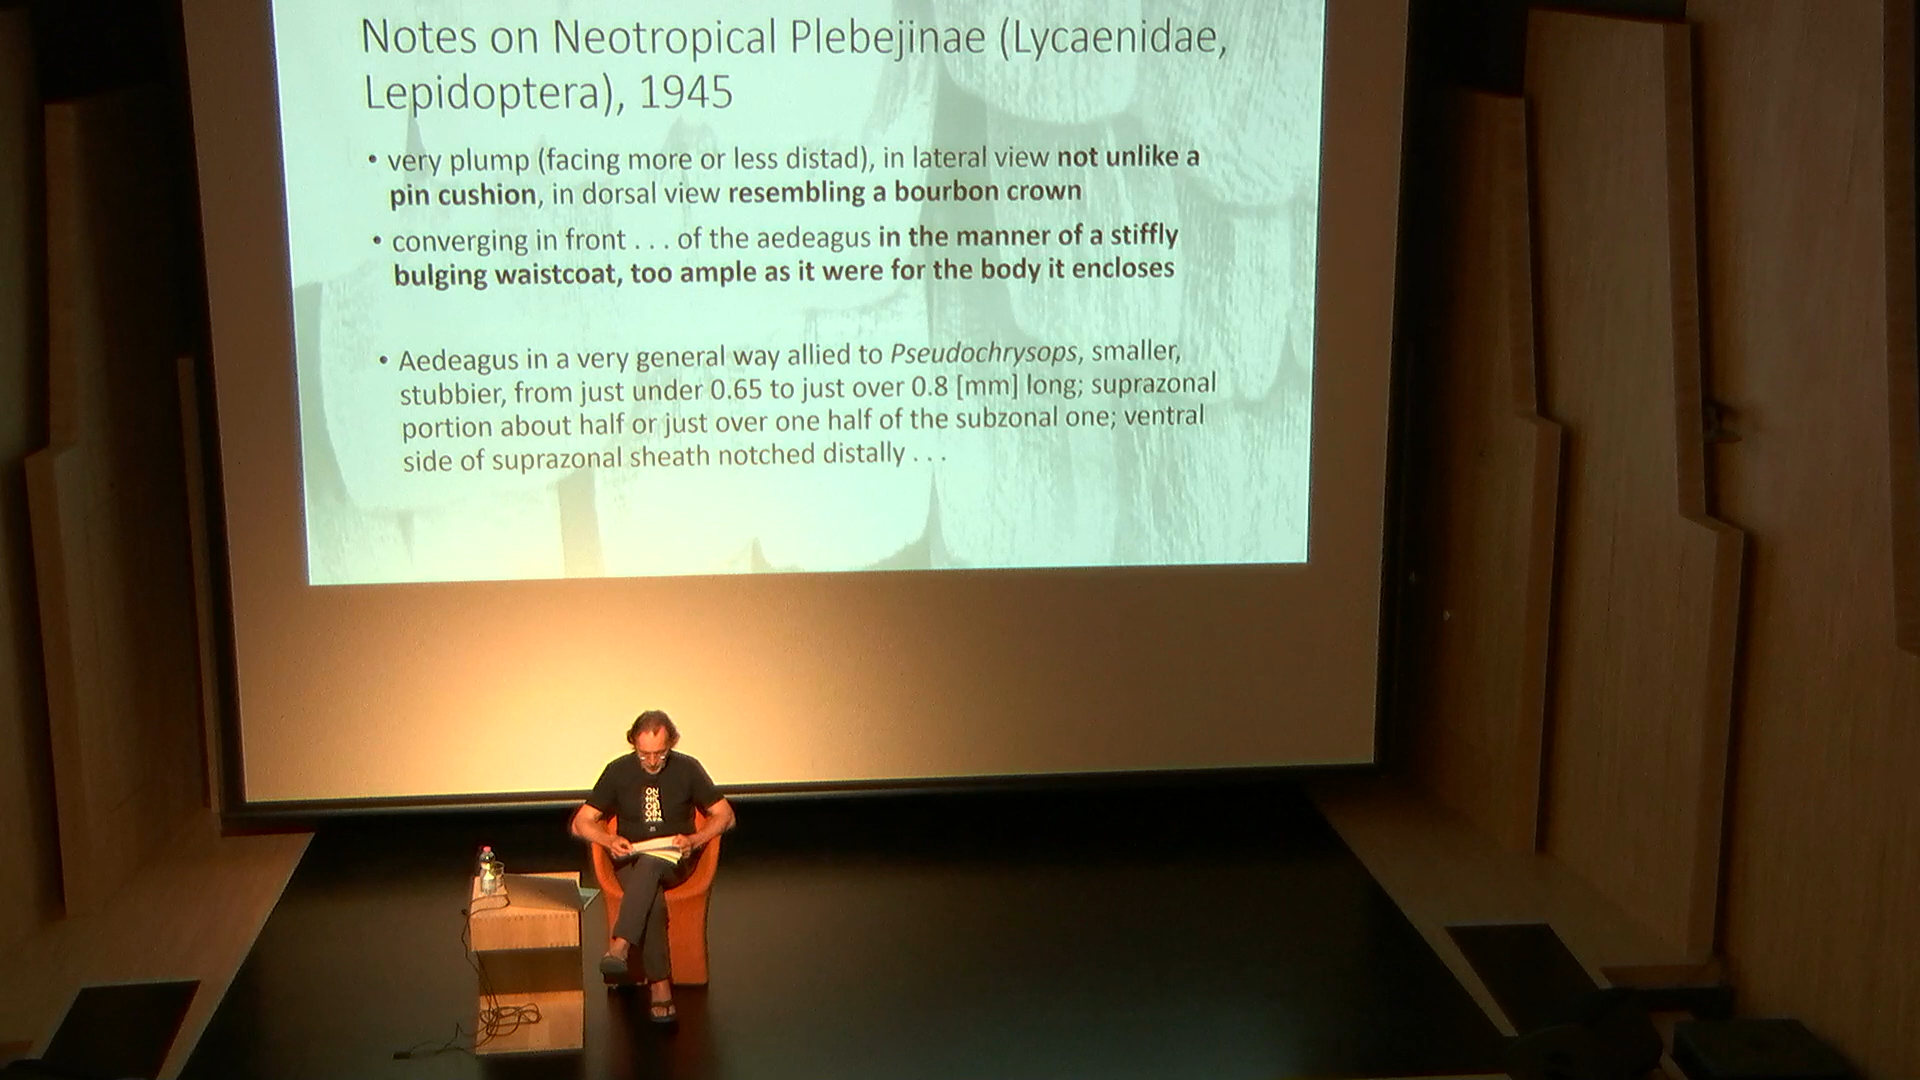 Notes on Neotropical Plebejinae (Lycaenidae,
Lepidoptera), 1945
• very plump (facing more or less distad), in lateral view not unlike a
pin cushion, in dorsal view resembling a bourbon crown
• converging in front . . . of the aedeagus in the manner of a stiffly
bulging waistcoat, too ample as it were for the body it encloses
• Aedeagus in a very general way allied to Pseudochrysops, smaller,
stubbier, from just under 0.65 to just over 0.8 [mm] long; suprazonal
portion about half or just over one half of the subzonal one; ventral
side of suprazonal sheath notched distally . . .
ON
THE
ORI
GIN